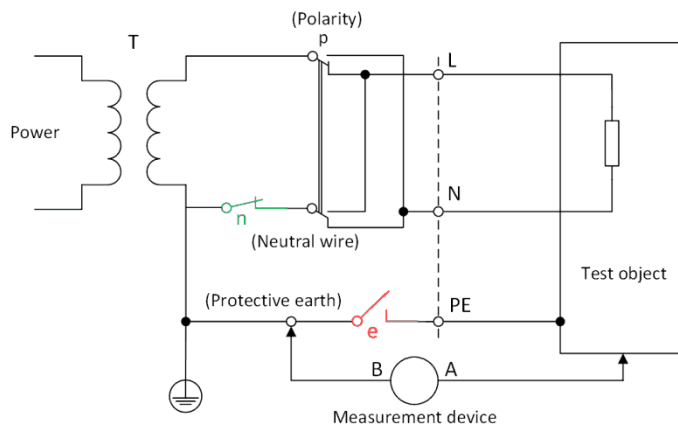 (Polarity)
T
p
L
Power
N
n
(Neutral wire)
Test object
(Protective earth)
PE
e
B
A
Measurement device